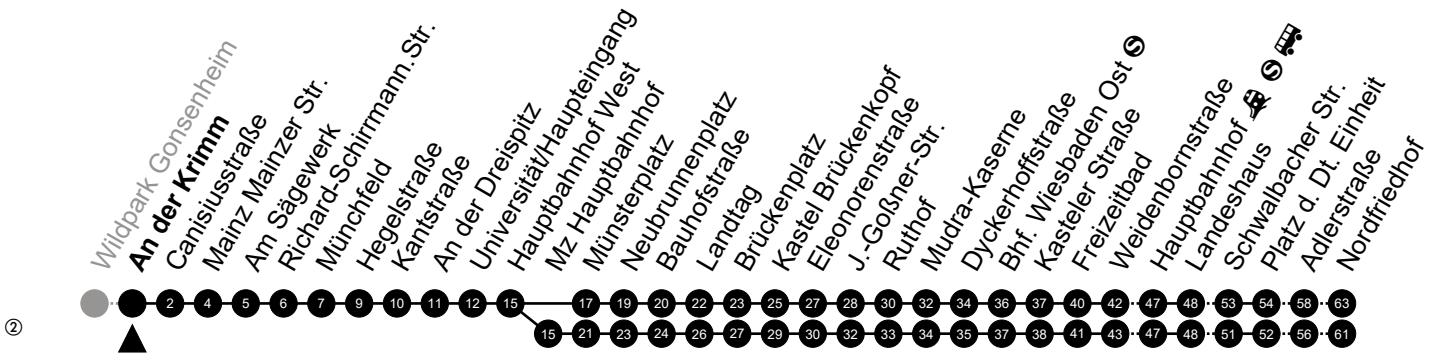 Wildpark Gonsenheim
An der Krimm
Canisiusstraße
Mainz Mainzer Str.
Am Sägewerk
Richard-Schirrmann.Str.
Münchfeld
Hegelstraße
Kantstraße
An der Dreispitz
Universität/Haupteingang
Hauptbahnhof West
Mz Hauptbahnhof
Münsterplatz
Neubrunnenplatz
Bauhofstraße
Landtag
Brückenplatz
Kastel Brückenkopf
Eleonorenstraße
J.-Goßner-Str.
Ruthof
Mudra-Kaserne
Dyckerhoffstraße
Bhf. Wiesbaden Ost S
Kasteler Straße
Freizeitbad
Weidenbornstraße
Hauptbahnhof S
Landeshaus
Schwalbacher Str.
Platz d. Dt. Einheit
Adlerstraße
Nordfriedhof
2 4 5 6 7 9 10 11 12 15 17 19 20 22 23 25 27 28 30 32 34 36 37 40 42 47 48 53 54 58 63
② 15 21 23 24 26 27 29 30 32 33 34 35 37 38 41 43 47 48 51 52 56 61